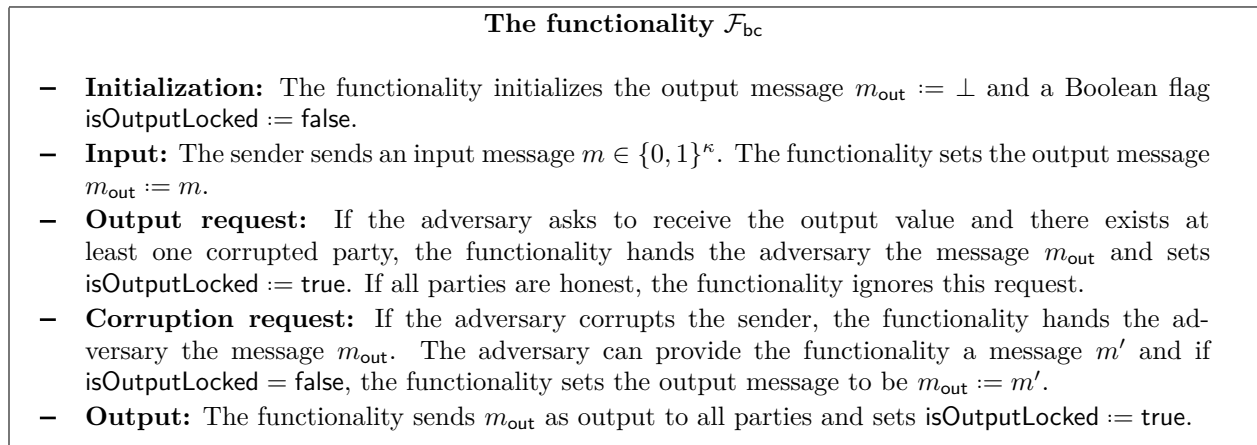 The functionality 𝓕_bc
– Initialization: The functionality initializes the output message m_out := ⊥ and a Boolean flag
isOutputLocked := false.
– Input: The sender sends an input message m ∈ {0, 1}^κ. The functionality sets the output message
m_out := m.
– Output request: If the adversary asks to receive the output value and there exists at
least one corrupted party, the functionality hands the adversary the message m_out and sets
isOutputLocked := true. If all parties are honest, the functionality ignores this request.
– Corruption request: If the adversary corrupts the sender, the functionality hands the ad-
versary the message m_out. The adversary can provide the functionality a message m′ and if
isOutputLocked = false, the functionality sets the output message to be m_out := m′.
– Output: The functionality sends m_out as output to all parties and sets isOutputLocked := true.